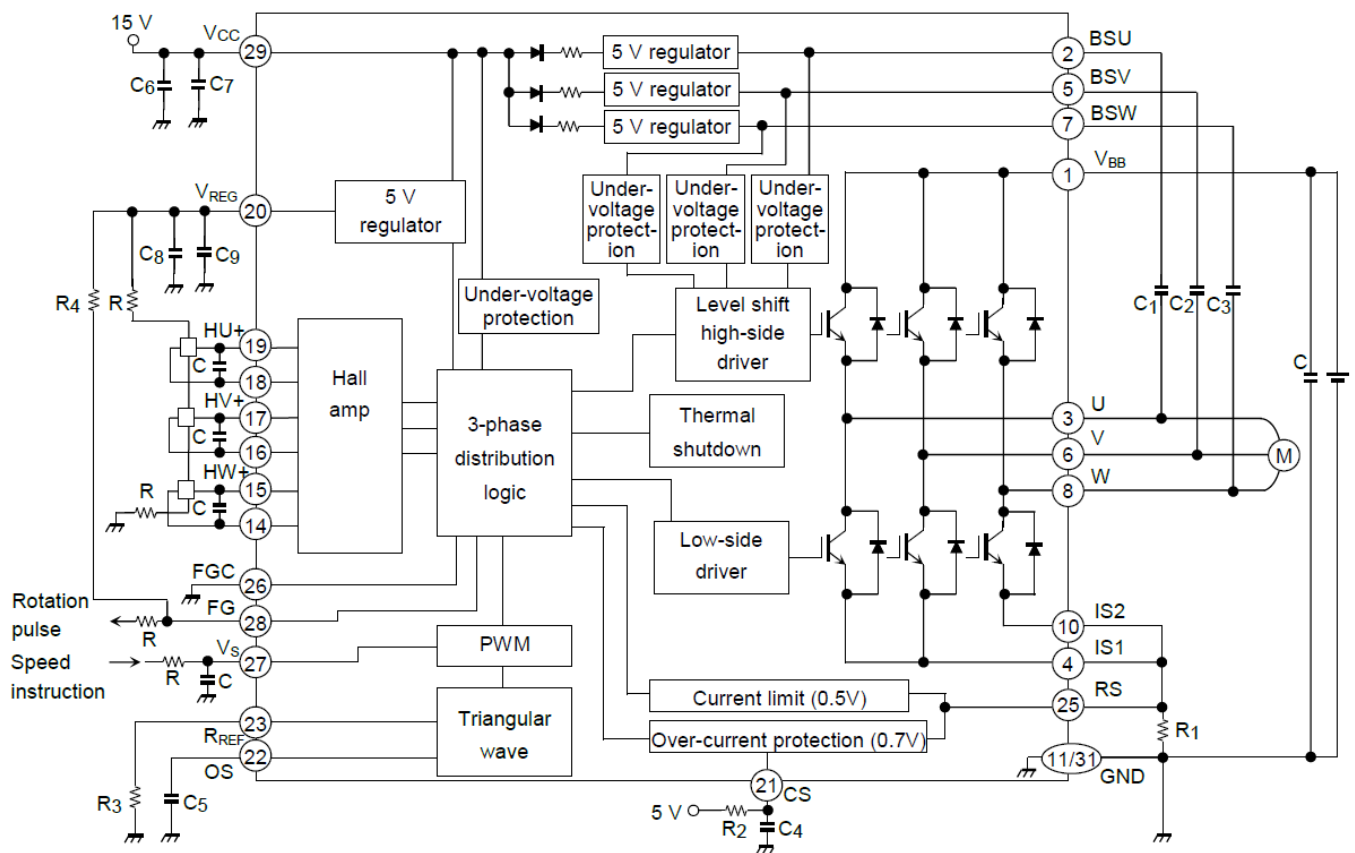 15 V
VCC
29
C6
C7
5 V regulator
5 V regulator
5 V regulator
2
BSU
5
BSV
7
BSW
1
VBB
VREG
20
5 V
regulator
C8
C9
R4
R
Under-
voltage
protect-
ion
Under-
voltage
protect-
ion
Under-
voltage
protect-
ion
Under-voltage
protection
Level shift
high-side
driver
C1
C2
C3
C
HU+
19
C
18
HV+
17
C
16
HW+
15
R
C
14
Hall
amp
3-phase
distribution
logic
Thermal
shutdown
Low-side
driver
3
U
6
V
8
W
M
FGC
26
FG
28
Rotation
pulse
R
VS
27
Speed
instruction
R
C
PWM
10
IS2
4
IS1
25
RS
Current limit (0.5V)
Over-current protection (0.7V)
R1
23
RREF
22
OS
Triangular
wave
R3
C5
11/31
GND
21
CS
5 V
R2
C4